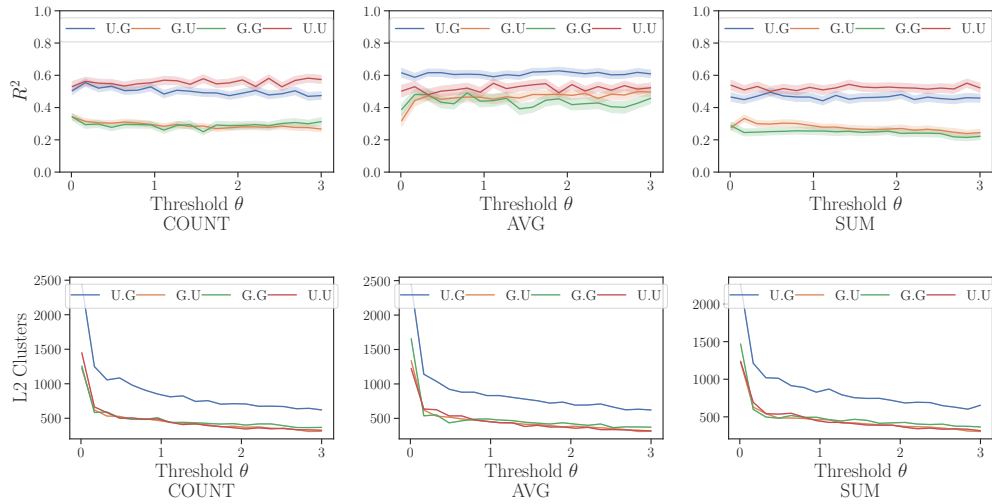 U.G G.U G.G U.U
U.G G.U G.G U.U
U.G G.U G.G U.U
1.0
0.8
0.6
0.4
0.2
0.0
R²
0 1 2 3
Threshold θ
COUNT
1.0
0.8
0.6
0.4
0.2
0.0
0 1 2 3
Threshold θ
AVG
1.0
0.8
0.6
0.4
0.2
0.0
0 1 2 3
Threshold θ
SUM
U.G G.U G.G U.U
U.G G.U G.G U.U
U.G G.U G.G U.U
2500
2000
1500
1000
500
L2 Clusters
0 1 2 3
Threshold θ
COUNT
2500
2000
1500
1000
500
0 1 2 3
Threshold θ
AVG
2000
1500
1000
500
0 1 2 3
Threshold θ
SUM